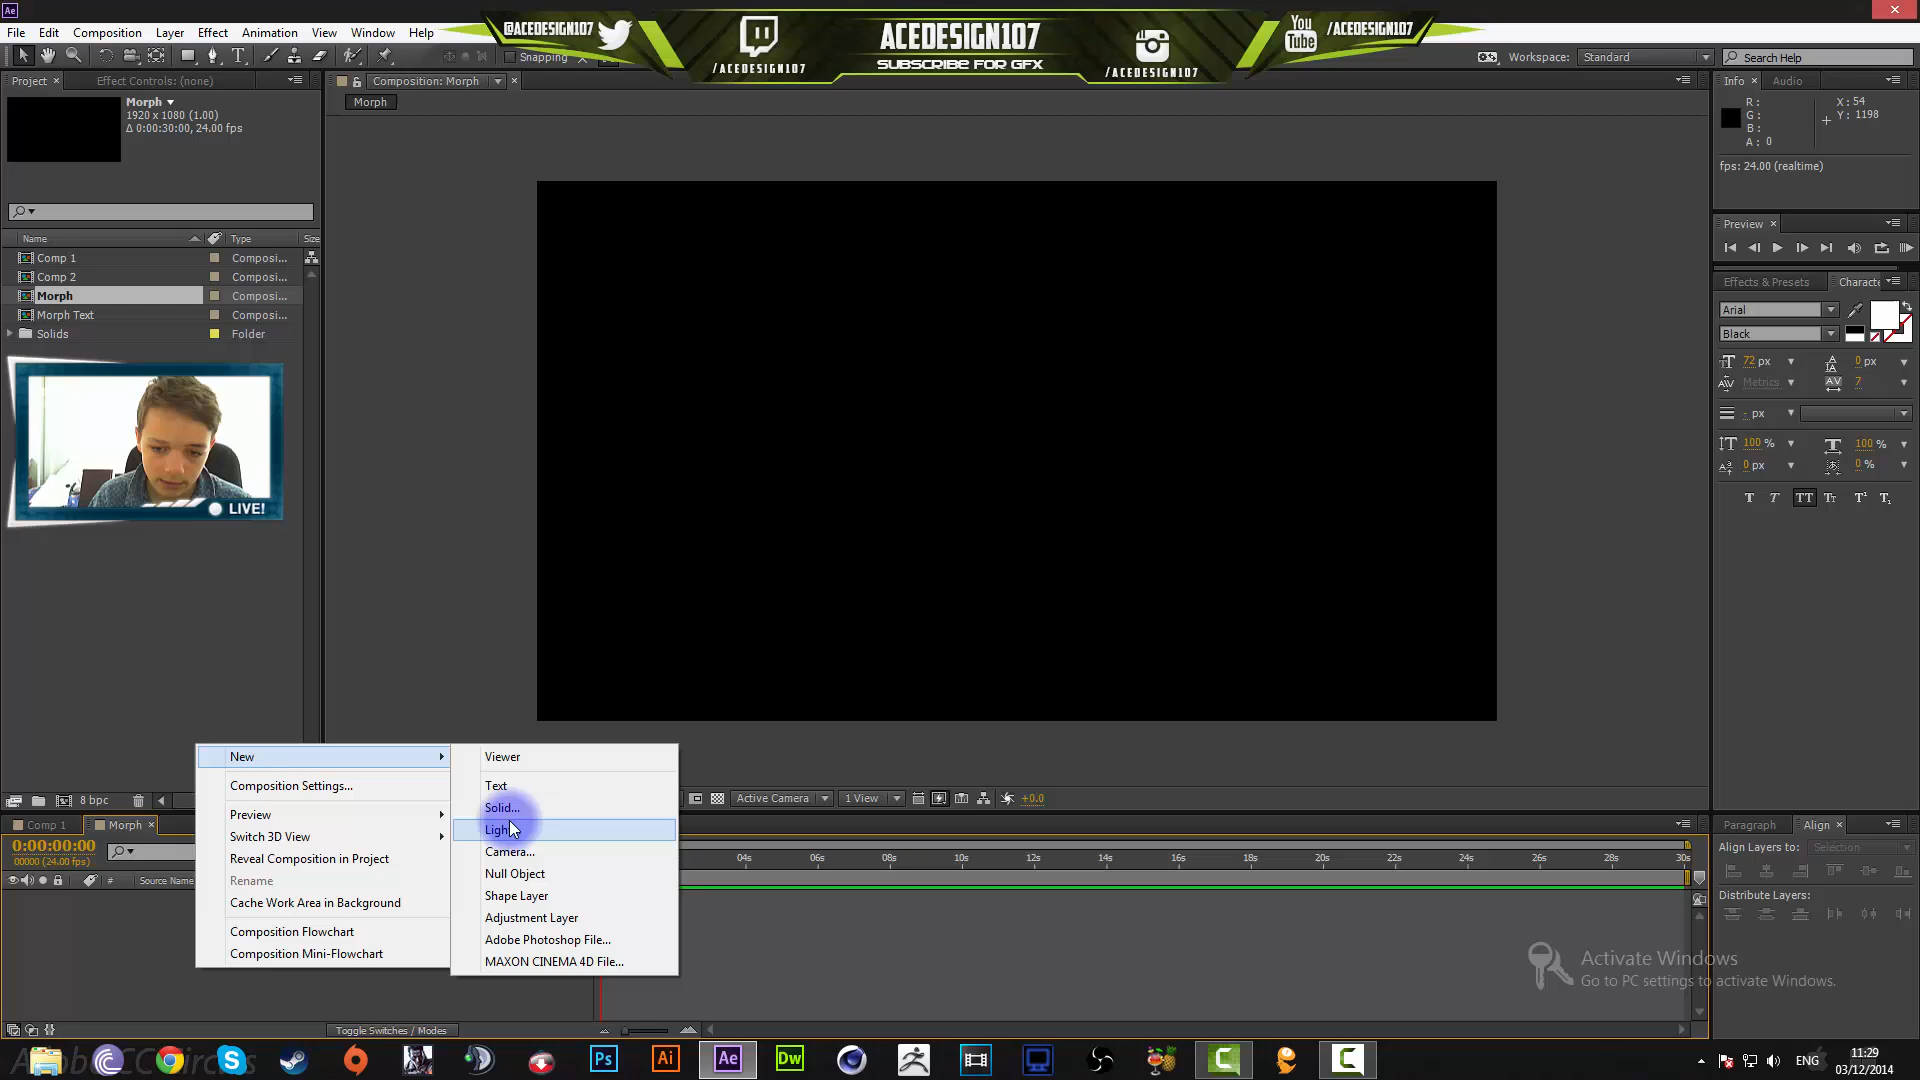 Ae
File Edit Composition Layer Effect Animation View Window Help
@ACEDESIGN107
/ACEDESIGN107
ACEDESIGN107
SUBSCRIBE FOR GFX
/ACEDESIGN107
You Tube /ACEDESIGN107
Snapping
Workspace: Standard
Search Help
Project Effect Controls: (none)
Composition: Morph
Info Audio
Morph
1920 x 1080 (1.00)
Δ 0:00:30:00, 24.00 fps
Morph
R:
G:
B:
A: 0
X: 54
Y: 1198
fps: 24.00 (realtime)
Preview
Name Type Size
Comp 1 Composi...
Comp 2 Composi...
Morph Composi...
Morph Text Composi...
Solids Folder
Effects & Presets Characte
Arial
Black
72 px 0 px
Metrics 7
- px
100 % 100 %
0 px 0 %
T T TT Tt T¹ T₁
LIVE!
New
Composition Settings...
Preview
Switch 3D View
Reveal Composition in Project
Rename
Cache Work Area in Background
Composition Flowchart
Composition Mini-Flowchart
Viewer
Text
Solid...
Camera...
Null Object
Shape Layer
Adjustment Layer
Adobe Photoshop File...
MAXON CINEMA 4D File...
8 bpc
Active Camera 1 View +0.0
Comp 1 Morph
0:00:00:00
00000 (24.00 fps)
# Source Name
04s 06s 08s 10s 12s 14s 16s 18s 20s 22s 24s 26s 28s 30s
Paragraph Align
Align Layers to: Selection
Distribute Layers:
Activate Windows
Go to PC settings to activate Windows.
Toggle Switches / Modes
Ps Ai Ae Dw
ENG
11:29
03/12/2014